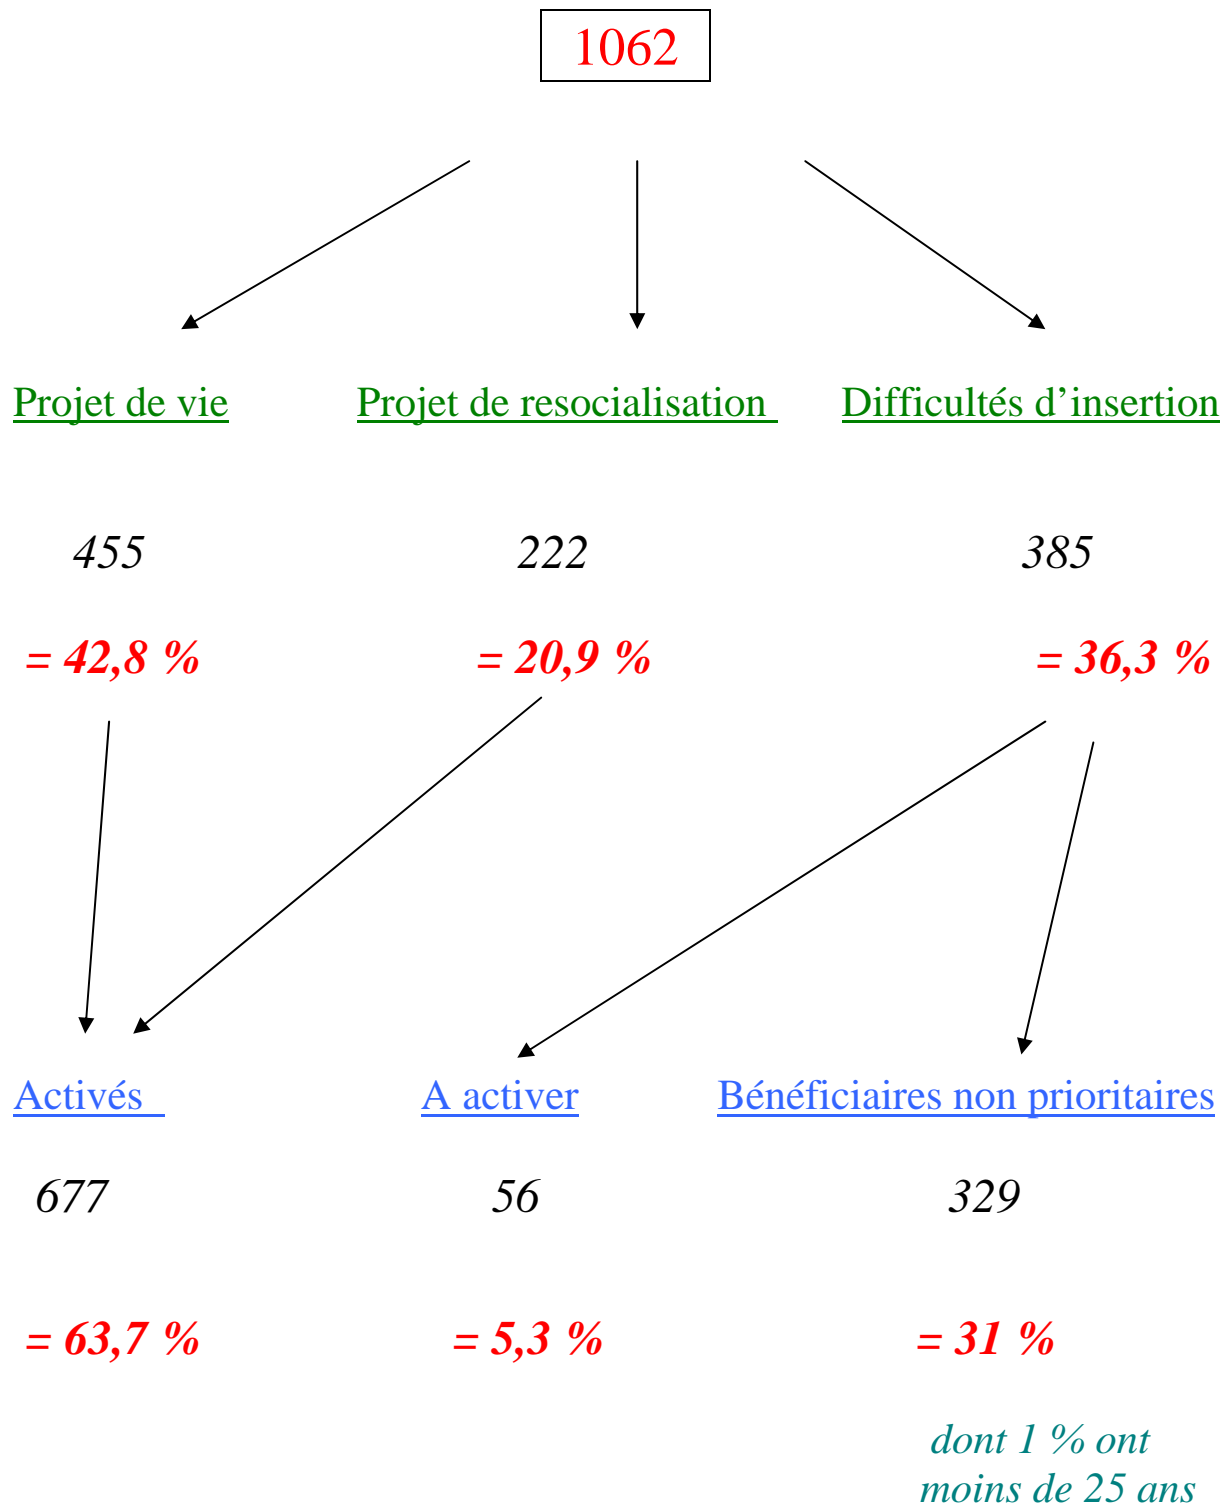 1062
Projet de vie
Projet de resocialisation
Difficultés d’insertion
455
222
385
= 42,8 %
= 20,9 %
= 36,3 %
Activés
A activer
Bénéficiaires non prioritaires
677
56
329
= 63,7 %
= 5,3 %
= 31 %
dont 1 % ont
moins de 25 ans